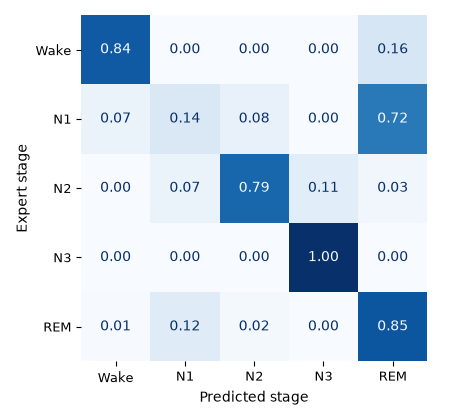 Wake 0.84 0.00 0.00 0.00 0.16
N1 0.07 0.14 0.08 0.00 0.72
N2 0.00 0.07 0.79 0.11 0.03
N3 0.00 0.00 0.00 1.00 0.00
REM 0.01 0.12 0.02 0.00 0.85
Wake N1 N2 N3 REM
Predicted stage
Expert stage